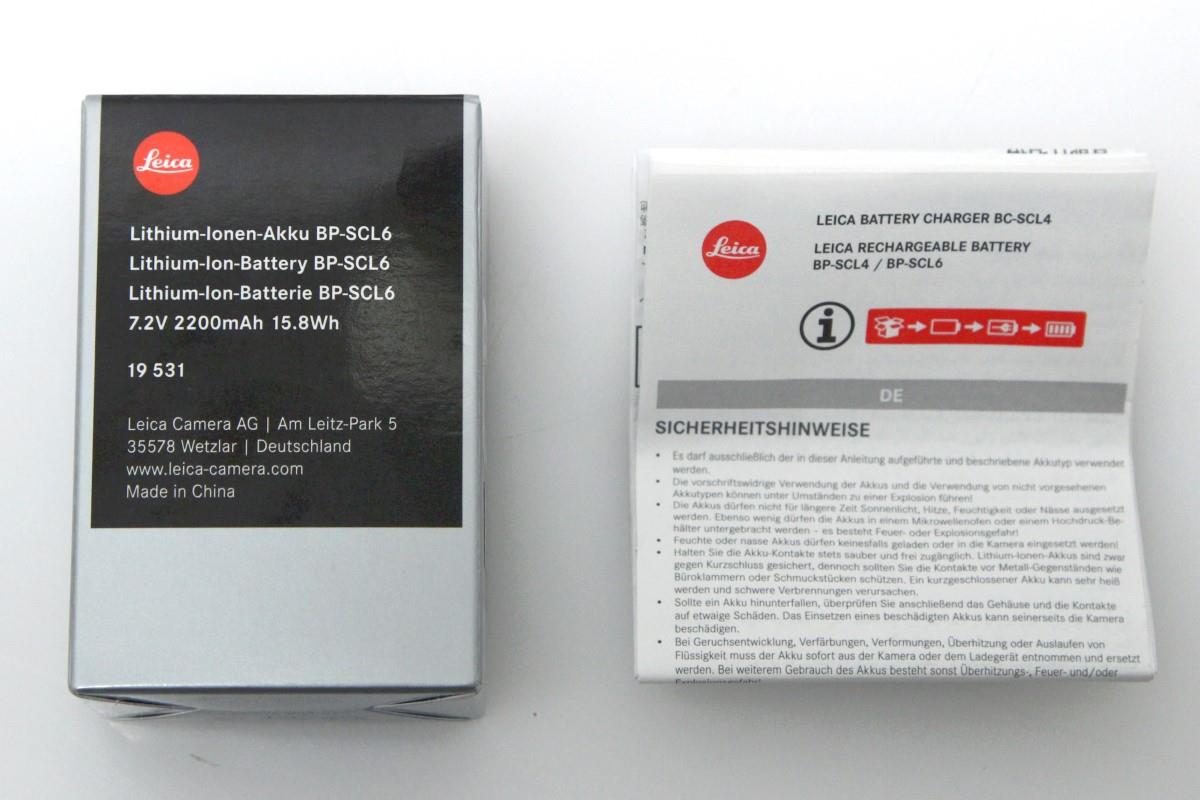 Leica
Lithium-Ionen-Akku BP-SCL6
Lithium-Ion-Battery BP-SCL6
Lithium-Ion-Batterie BP-SCL6
7.2V 2200mAh 15.8Wh
19 531
Leica Camera AG | Am Leitz-Park 5
35578 Wetzlar | Deutschland
www.leica-camera.com
Made in China
Leica
LEICA BATTERY CHARGER BC-SCL4
LEICA RECHARGEABLE BATTERY
BP-SCL4 / BP-SCL6
i
DE
SICHERHEITSHINWEISE
• Es darf ausschließlich der in dieser Anleitung aufgeführte und beschriebene Akkutyp verwendet
werden.
• Die vorschriftswidrige Verwendung der Akkus und die Verwendung von nicht vorgesehenen
Akkutypen können unter Umständen zu einer Explosion führen!
• Die Akkus dürfen nicht für längere Zeit Sonnenlicht, Hitze, Feuchtigkeit oder Nässe ausgesetzt
werden. Ebenso wenig dürfen die Akkus in einem Mikrowellenofen oder einem Hochdruck-Be-
hälter untergebracht werden – es besteht Feuer- oder Explosionsgefahr!
• Feuchte oder nasse Akkus dürfen keinesfalls geladen oder in die Kamera eingesetzt werden!
• Halten Sie die Akku-Kontakte stets sauber und frei zugänglich. Lithium-Ionen-Akkus sind zwar
gegen Kurzschluss gesichert, dennoch sollten Sie die Kontakte vor Metall-Gegenständen wie
Büroklammern oder Schmuckstücken schützen. Ein kurzgeschlossener Akku kann sehr heiß
werden und schwere Verbrennungen verursachen.
• Sollte ein Akku hinunterfallen, überprüfen Sie anschließend das Gehäuse und die Kontakte
auf etwaige Schäden. Das Einsetzen eines beschädigten Akkus kann seinerseits die Kamera
beschädigen.
• Bei Geruchsentwicklung, Verfärbungen, Verformungen, Überhitzung oder Auslaufen von
Flüssigkeit muss der Akku sofort aus der Kamera oder dem Ladegerät entnommen und ersetzt
werden. Bei weiterem Gebrauch des Akkus besteht sonst Überhitzungs-, Feuer- und/oder
Explosionsgefahr!